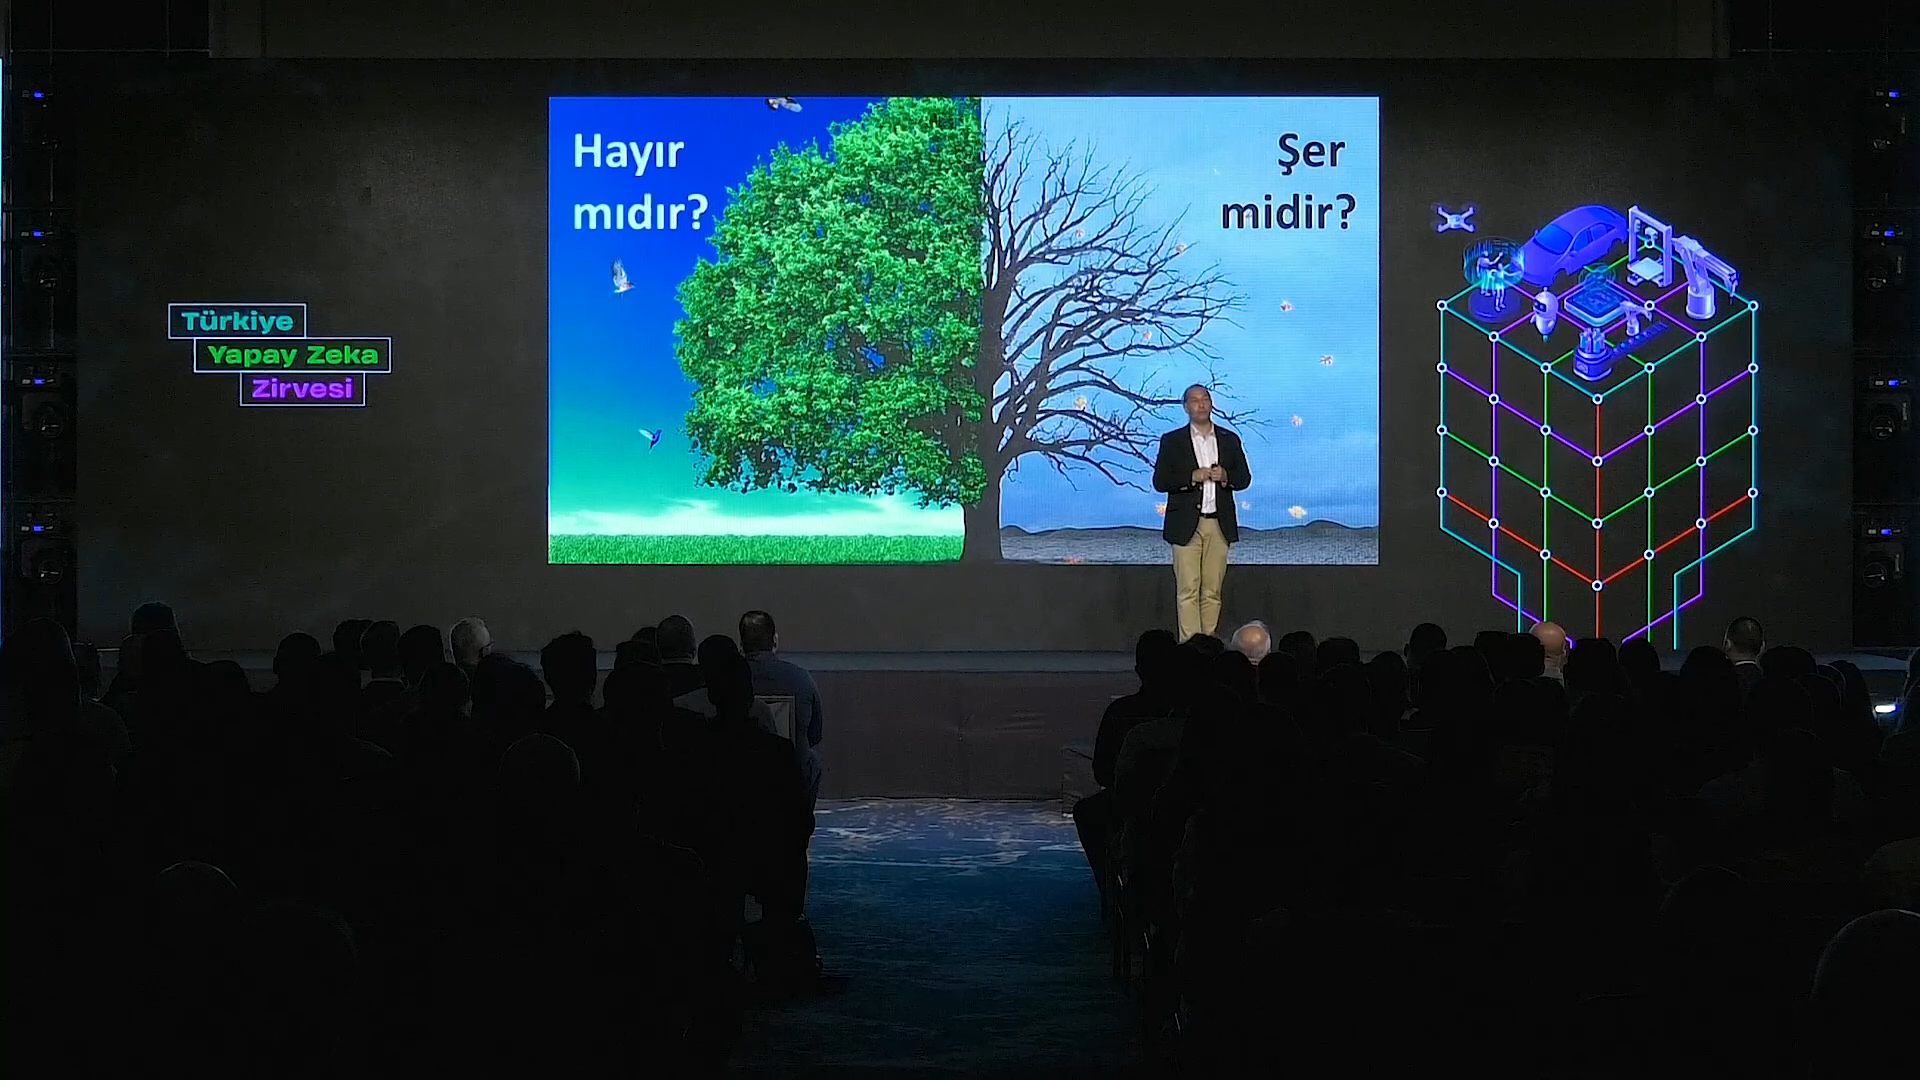 Türkiye
Yapay Zeka
Zirvesi
Hayır
mıdır?
Şer
midir?